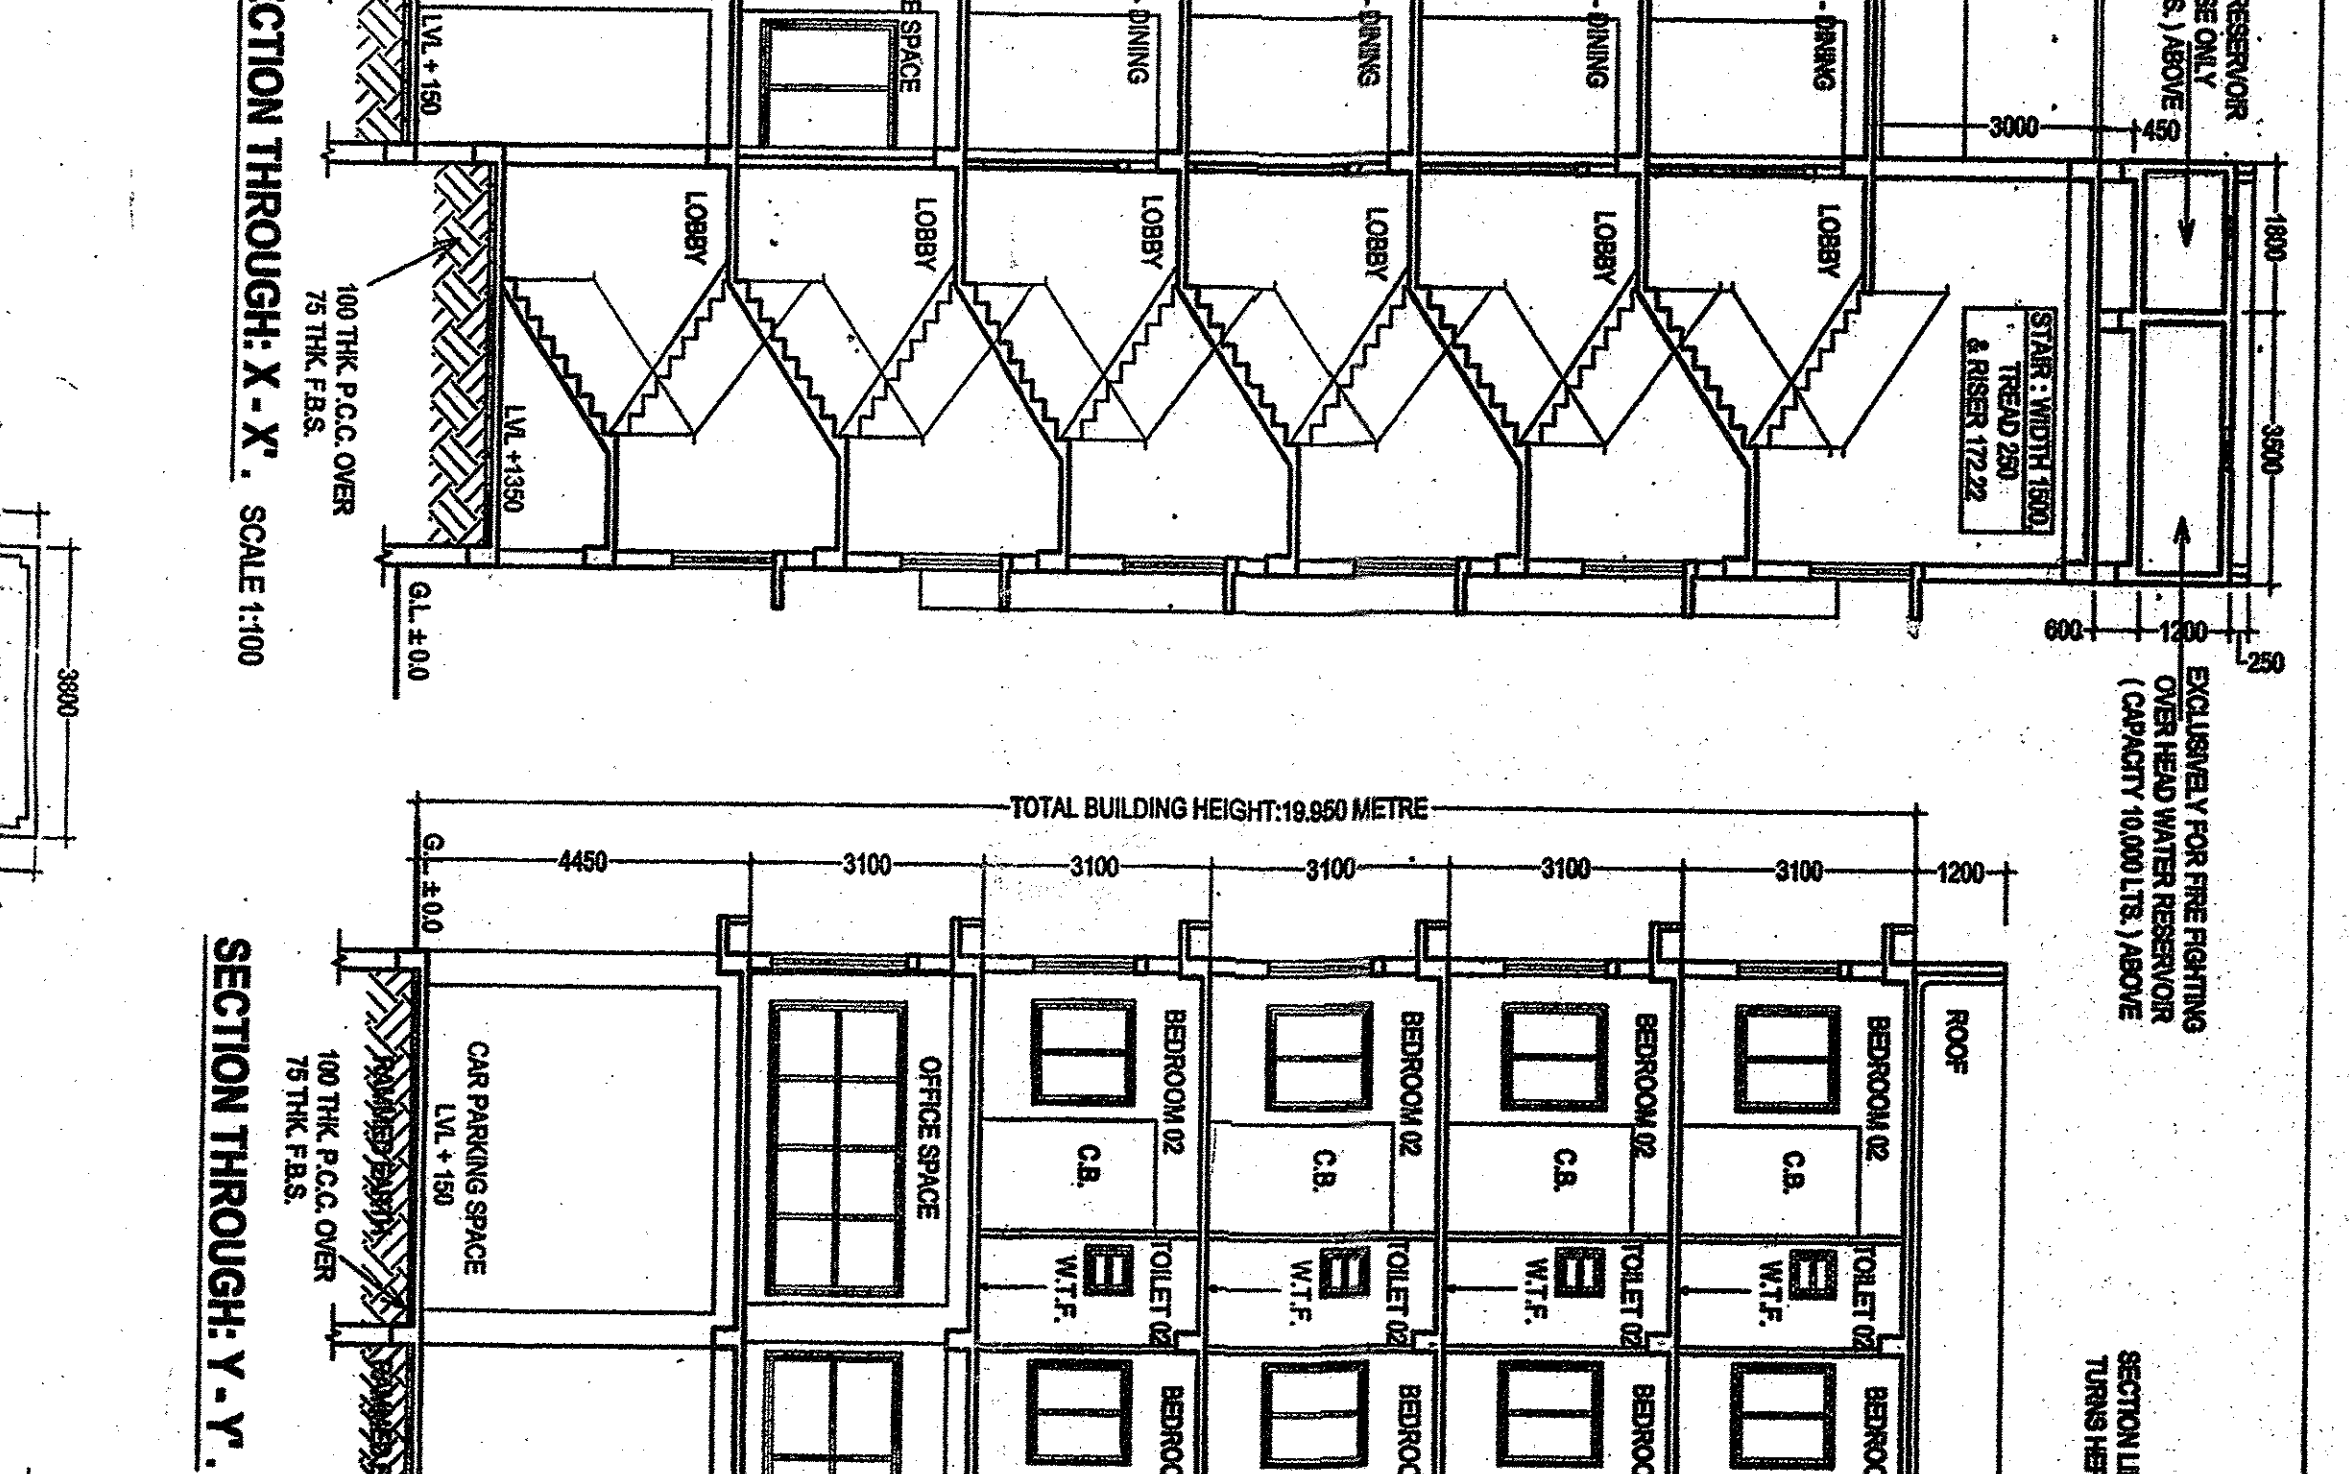 RESERVOIR
ONLY
ABOVE
SPACE
DINING
DINING
DINING
DINING
LVL + 150
3000
450
1800
3500
LOBBY
LOBBY
LOBBY
LOBBY
LOBBY
LOBBY
STAIR : WIDTH 1500,
TREAD 250
& RISER 172.22
100 THK. P.C.C. OVER
75 THK. F.B.S.
LVL +1350
G.L. ± 0.0
THROUGH: X - X'. SCALE 1:100
3800
600
1200
250
EXCLUSIVELY FOR FIRE FIGHTING
OVER HEAD WATER RESERVOIR
( CAPACITY 10,000 LTS. ) ABOVE
TOTAL BUILDING HEIGHT:19.950 METRE
4450
3100
3100
3100
3100
3100
1200
G.L. ± 0.0
ROOF
BEDROOM 02
BEDROOM 02
BEDROOM 02
BEDROOM 02
OFFICE SPACE
CAR PARKING SPACE
LVL + 150
C.B.
C.B.
C.B.
C.B.
TOILET 02
TOILET 02
TOILET 02
TOILET 02
W.T.F.
W.T.F.
W.T.F.
W.T.F.
100 THK. P.C.C. OVER
75 THK. F.B.S.
SECTION THROUGH: Y - Y'.
SECTION
TURNS